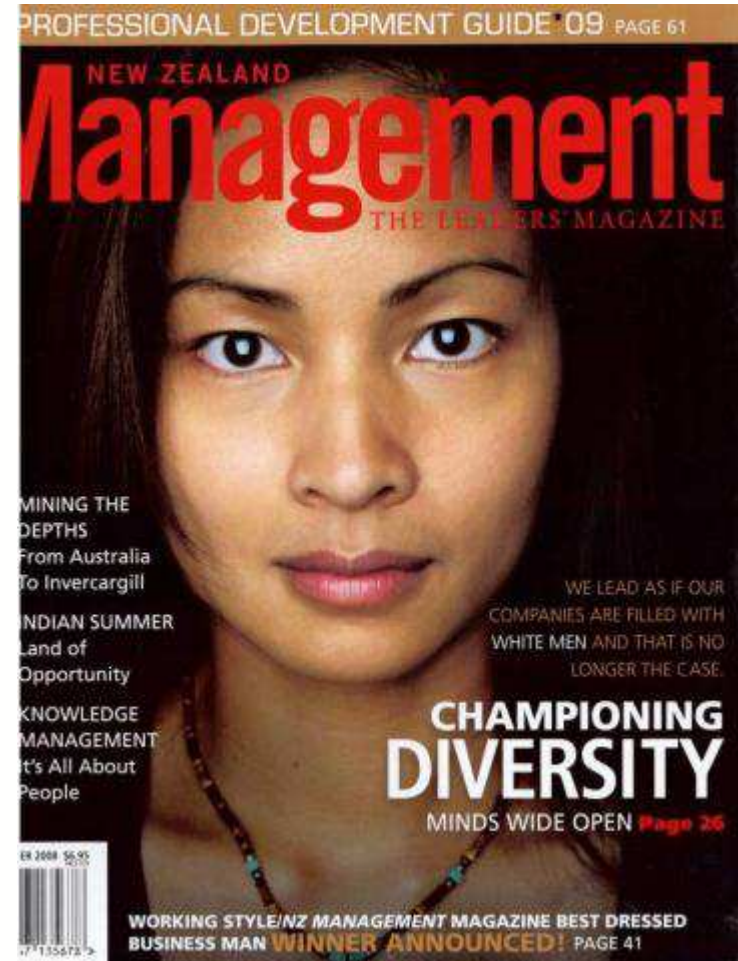 PROFESSIONAL DEVELOPMENT GUIDE '09 PAGE 61
NEW ZEALAND
Management
THE LEADERS' MAGAZINE
MINING THE
DEPTHS
From Australia
To Invercargill
INDIAN SUMMER
Land of
Opportunity
KNOWLEDGE
MANAGEMENT
It's All About
People
WE LEAD AS IF OUR
COMPANIES ARE FILLED WITH
WHITE MEN AND THAT IS NO
LONGER THE CASE.
CHAMPIONING
DIVERSITY
MINDS WIDE OPEN Page 26
ER 2008 $6.95
WORKING STYLE/NZ MANAGEMENT MAGAZINE BEST DRESSED
BUSINESS MAN WINNER ANNOUNCED! PAGE 41